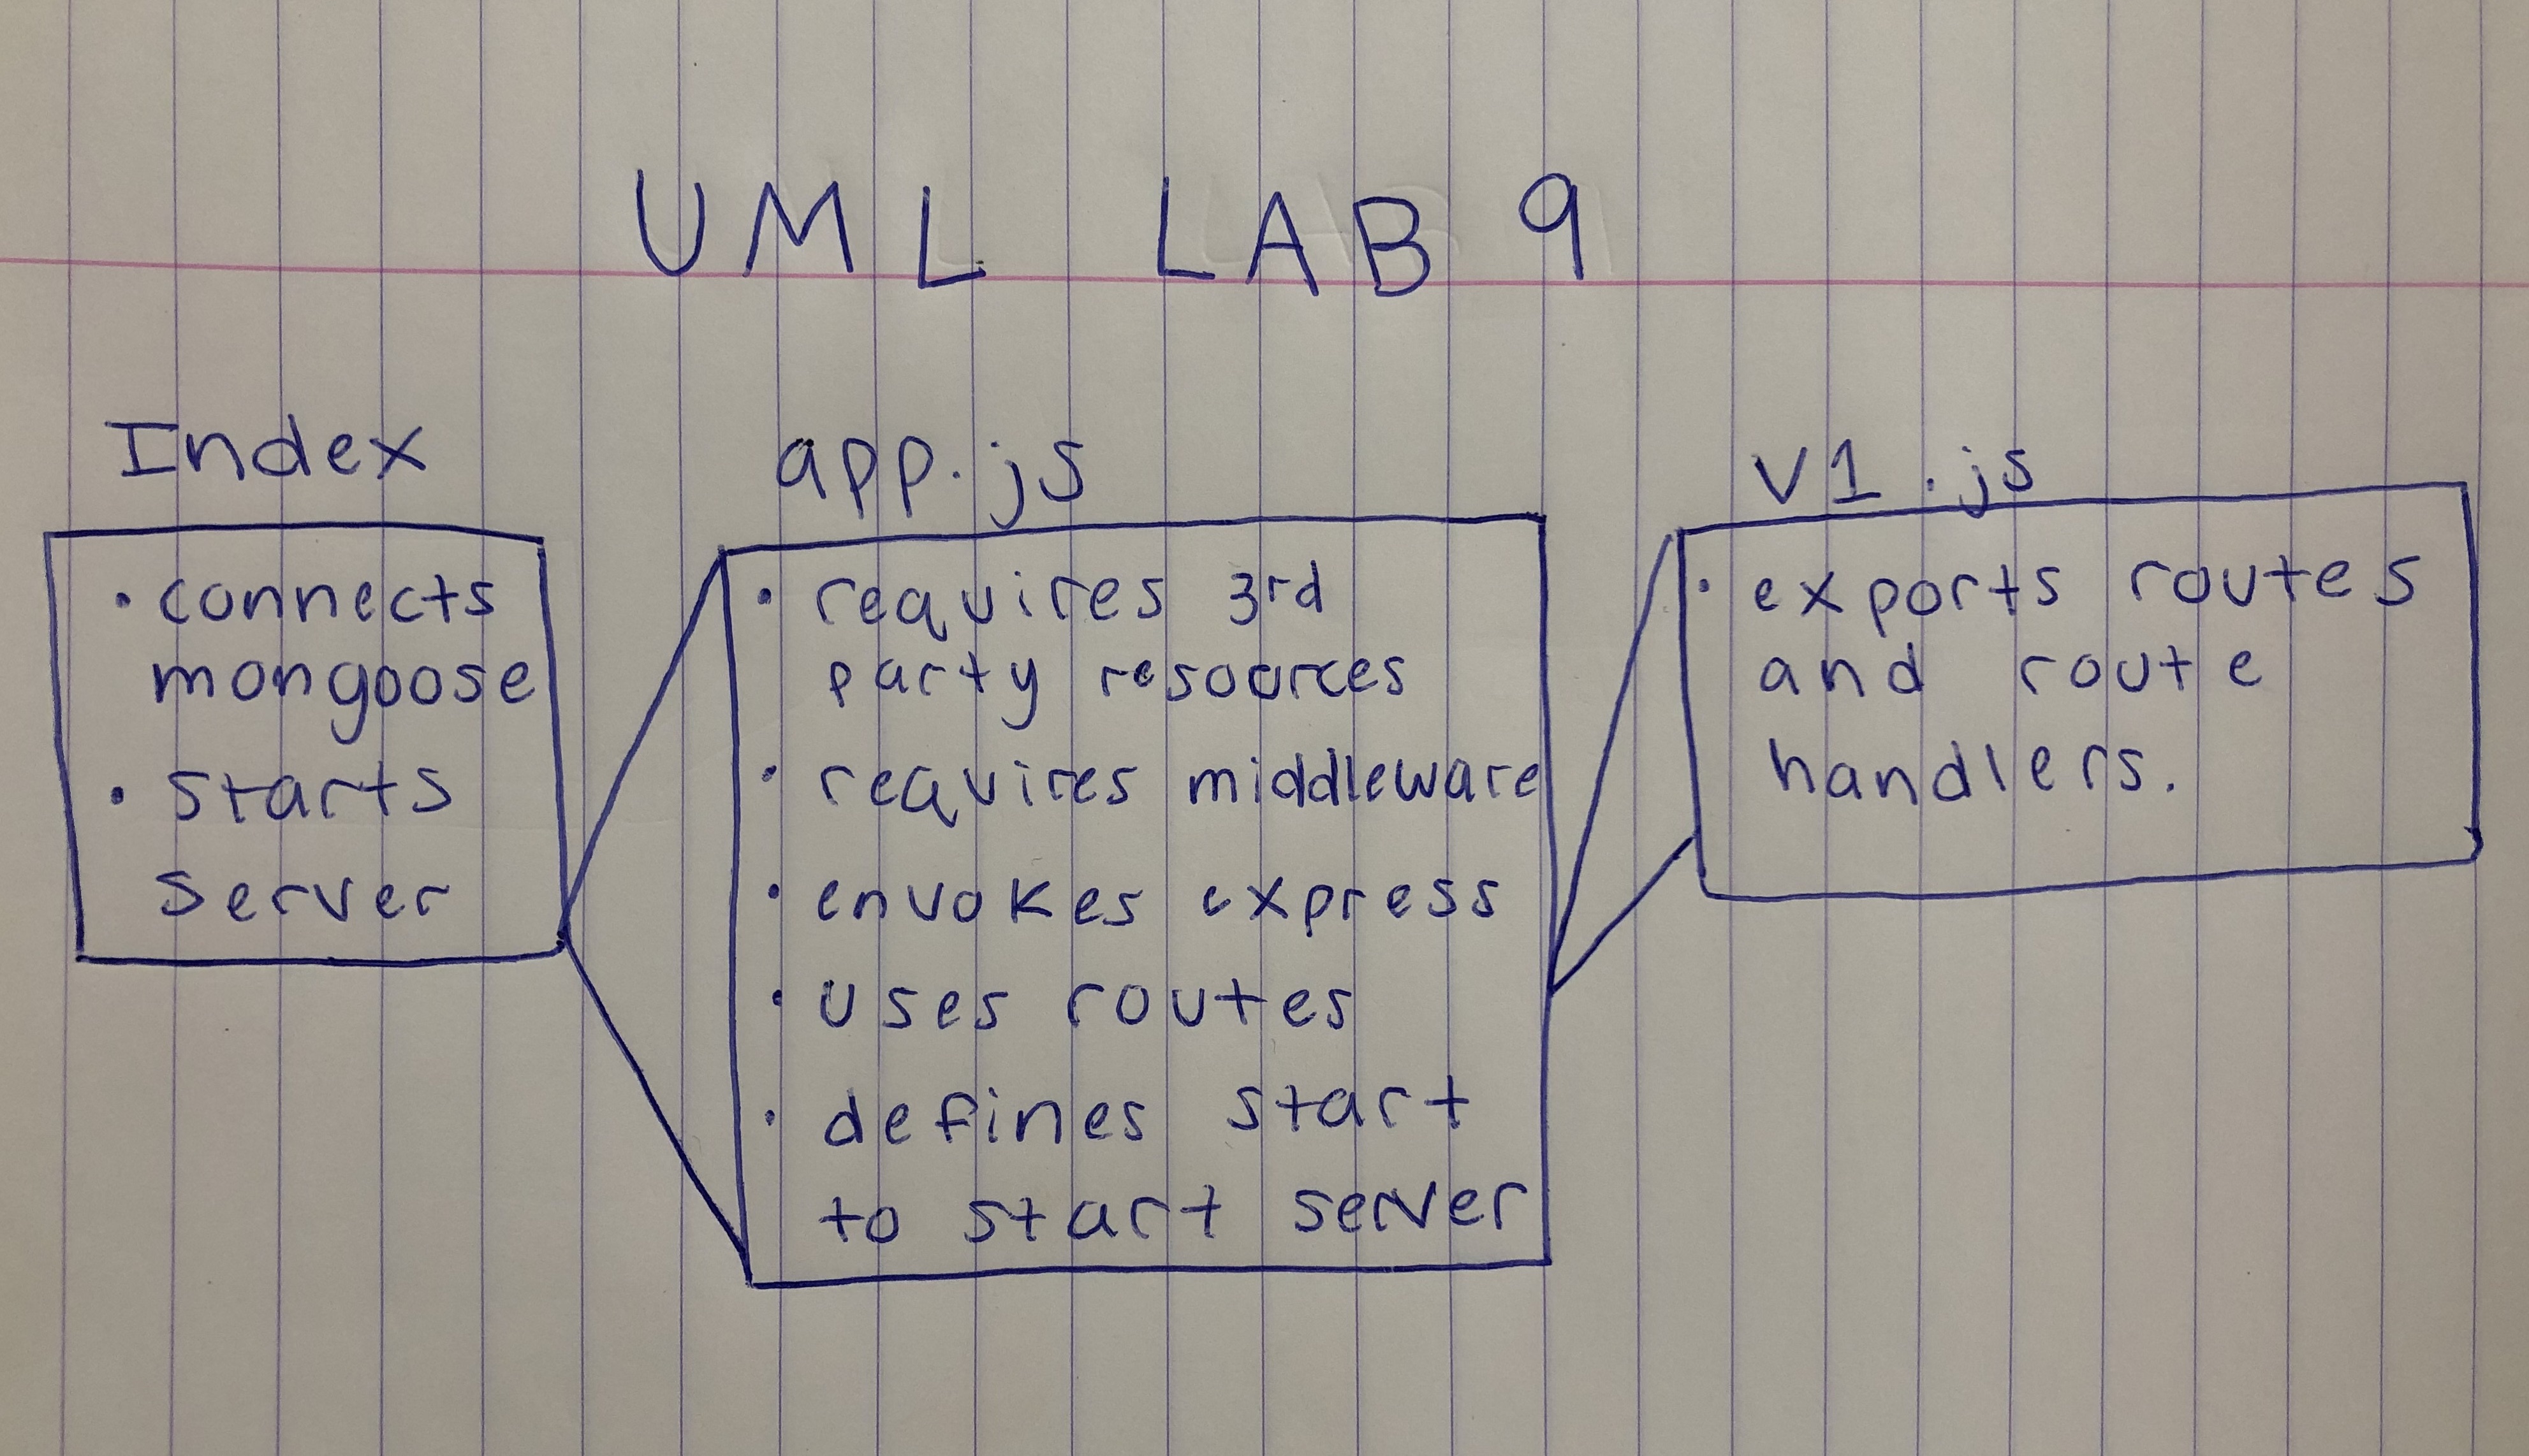 UML LAB 9
Index
• connects
mongoose
• starts
server
app.js
• requires 3rd
party resources
• requires middleware
• envokes express
• uses routes
• defines start
to start server
V1.js
• exports routes
and route
handlers.